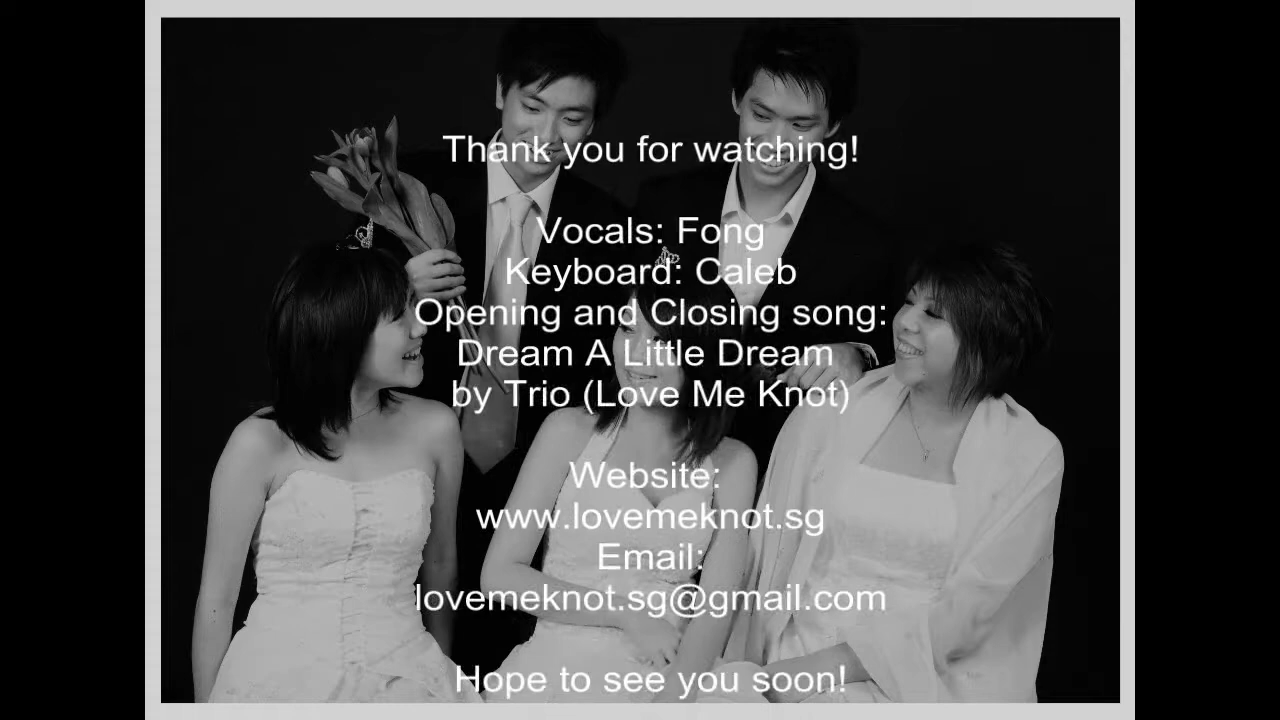 Thank you for watching!
Vocals: Fong
Keyboard: Caleb
Opening and Closing song:
Dream A Little Dream
by Trio (Love Me Knot)
Website:
www.lovemeknot.sg
Email:
lovemeknot.sg@gmail.com
Hope to see you soon!